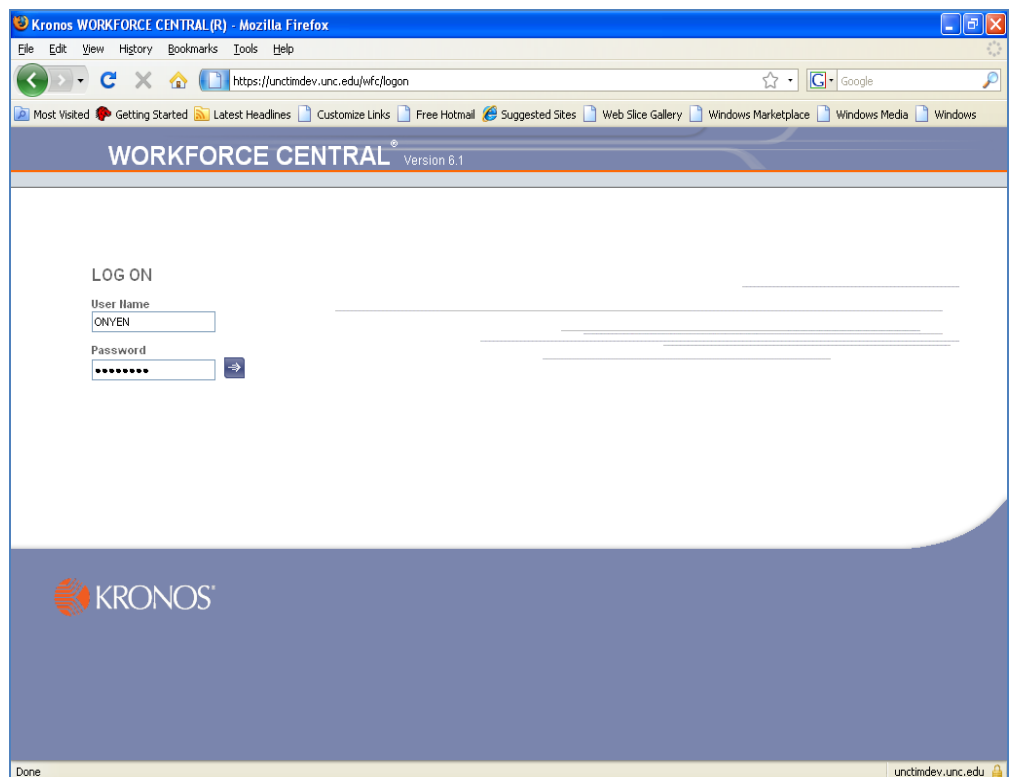 Kronos WORKFORCE CENTRAL(R) - Mozilla Firefox
File Edit View History Bookmarks Tools Help
https://unctimdev.unc.edu/wfc/logon
G Google
Most Visited Getting Started Latest Headlines Customize Links Free Hotmail Suggested Sites Web Slice Gallery Windows Marketplace Windows Media Windows
WORKFORCE CENTRAL® Version 6.1
LOG ON
User Name
ONYEN
Password
••••••••
KRONOS®
Done unctimdev.unc.edu